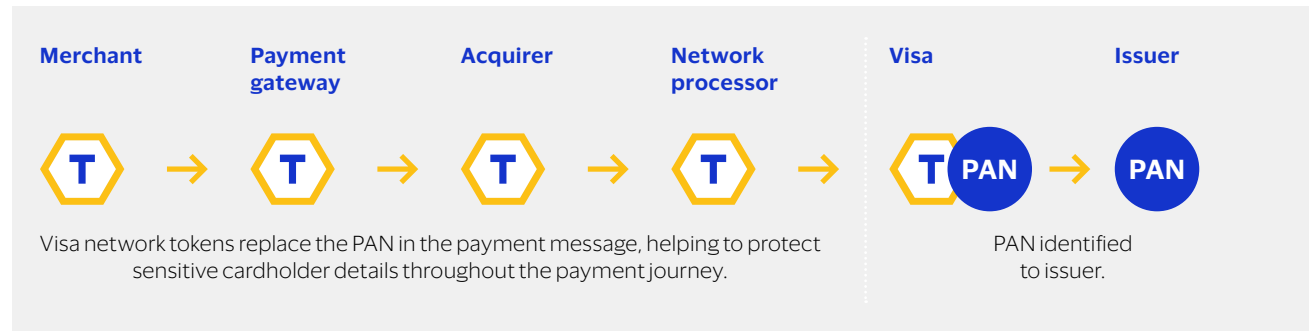 Merchant
Payment
gateway
Acquirer
Network
processor
Visa
Issuer
T
T
T
T
T
PAN
PAN
Visa network tokens replace the PAN in the payment message, helping to protect
sensitive cardholder details throughout the payment journey.
PAN identified
to issuer.